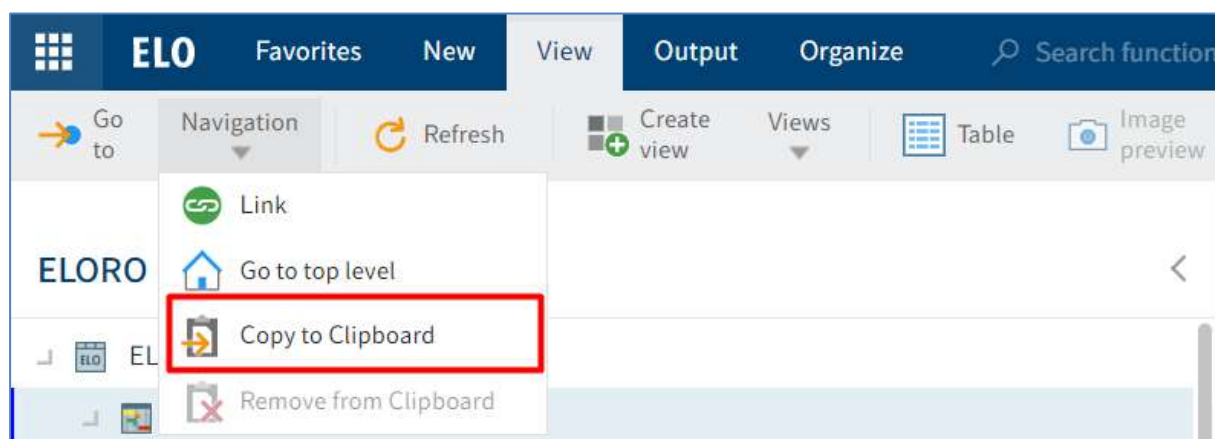 ELO Favorites New View Output Organize Search function
Go to Navigation Refresh Create view Views Table Image preview
Link
ELORO Go to top level
Copy to Clipboard
ELO EL
Remove from Clipboard